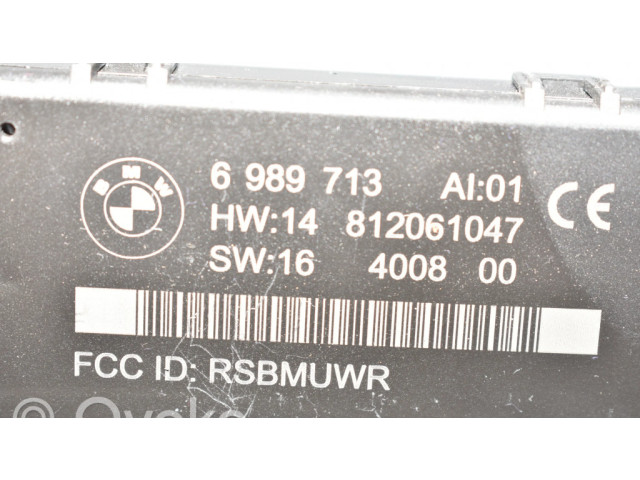 BMW
6 989 713 AI:01
HW:14 812061047
SW:16 4008 00
CE
FCC ID: RSBMUWR